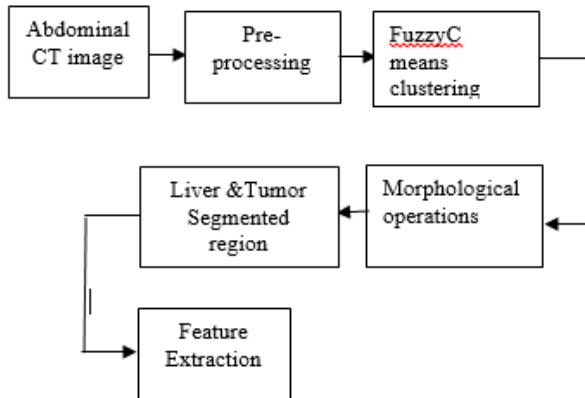 Abdominal
CT image
Pre-
processing
FuzzyC
means
clustering
Liver &Tumor
Segmented
region
Morphological
operations
Feature
Extraction